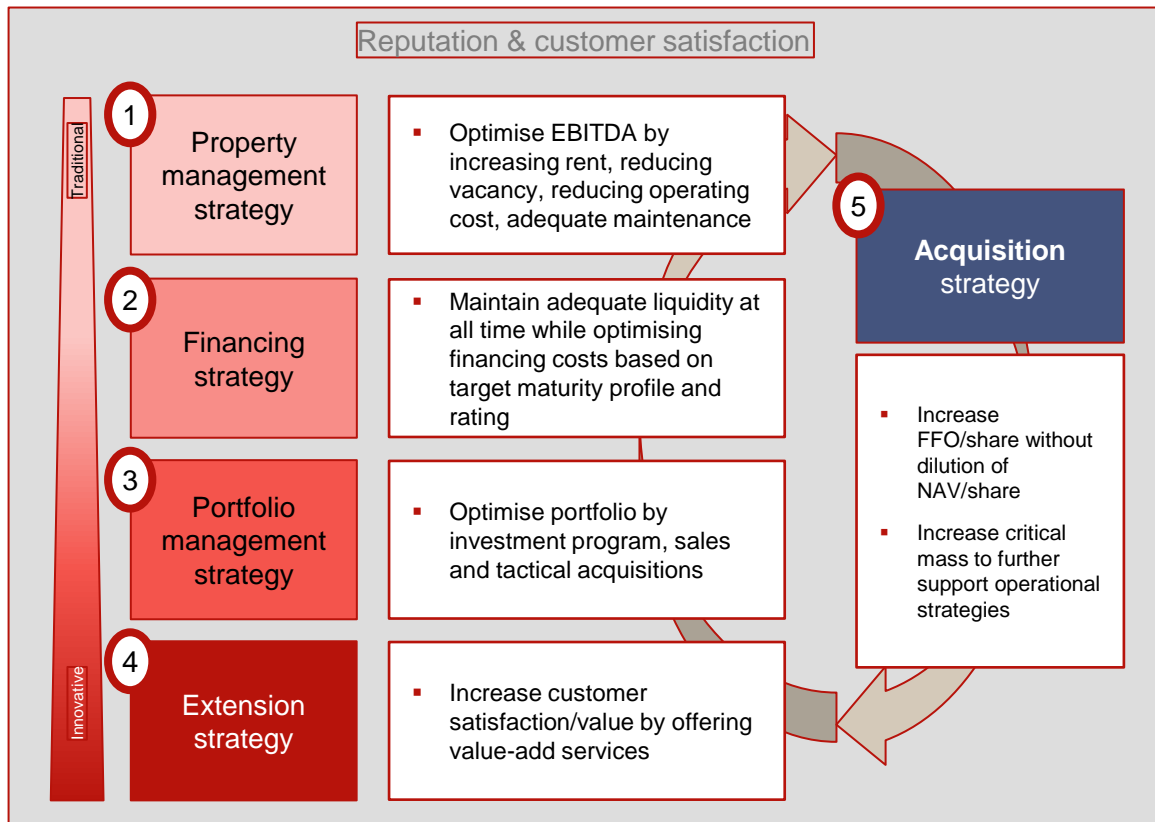 Reputation & customer satisfaction
Traditional
Innovative
1
Property
management
strategy
▪ Optimise EBITDA by
increasing rent, reducing
vacancy, reducing operating
cost, adequate maintenance
2
Financing
strategy
▪ Maintain adequate liquidity at
all time while optimising
financing costs based on
target maturity profile and
rating
3
Portfolio
management
strategy
▪ Optimise portfolio by
investment program, sales
and tactical acquisitions
4
Extension
strategy
▪ Increase customer
satisfaction/value by offering
value-add services
5
Acquisition
strategy
▪ Increase
FFO/share without
dilution of
NAV/share
▪ Increase critical
mass to further
support operational
strategies